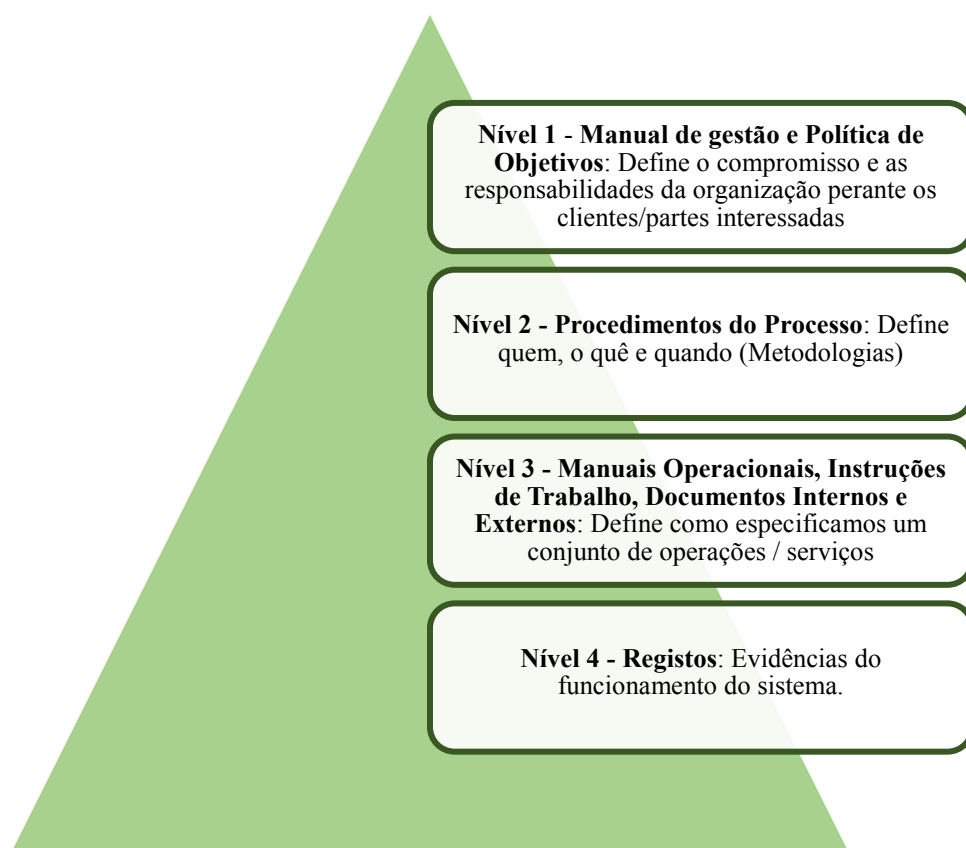 Nível 1 - Manual de gestão e Política de
Objetivos: Define o compromisso e as
responsabilidades da organização perante os
clientes/partes interessadas
Nível 2 - Procedimentos do Processo: Define
quem, o quê e quando (Metodologias)
Nível 3 - Manuais Operacionais, Instruções
de Trabalho, Documentos Internos e
Externos: Define como especificamos um
conjunto de operações / serviços
Nível 4 - Registos: Evidências do
funcionamento do sistema.